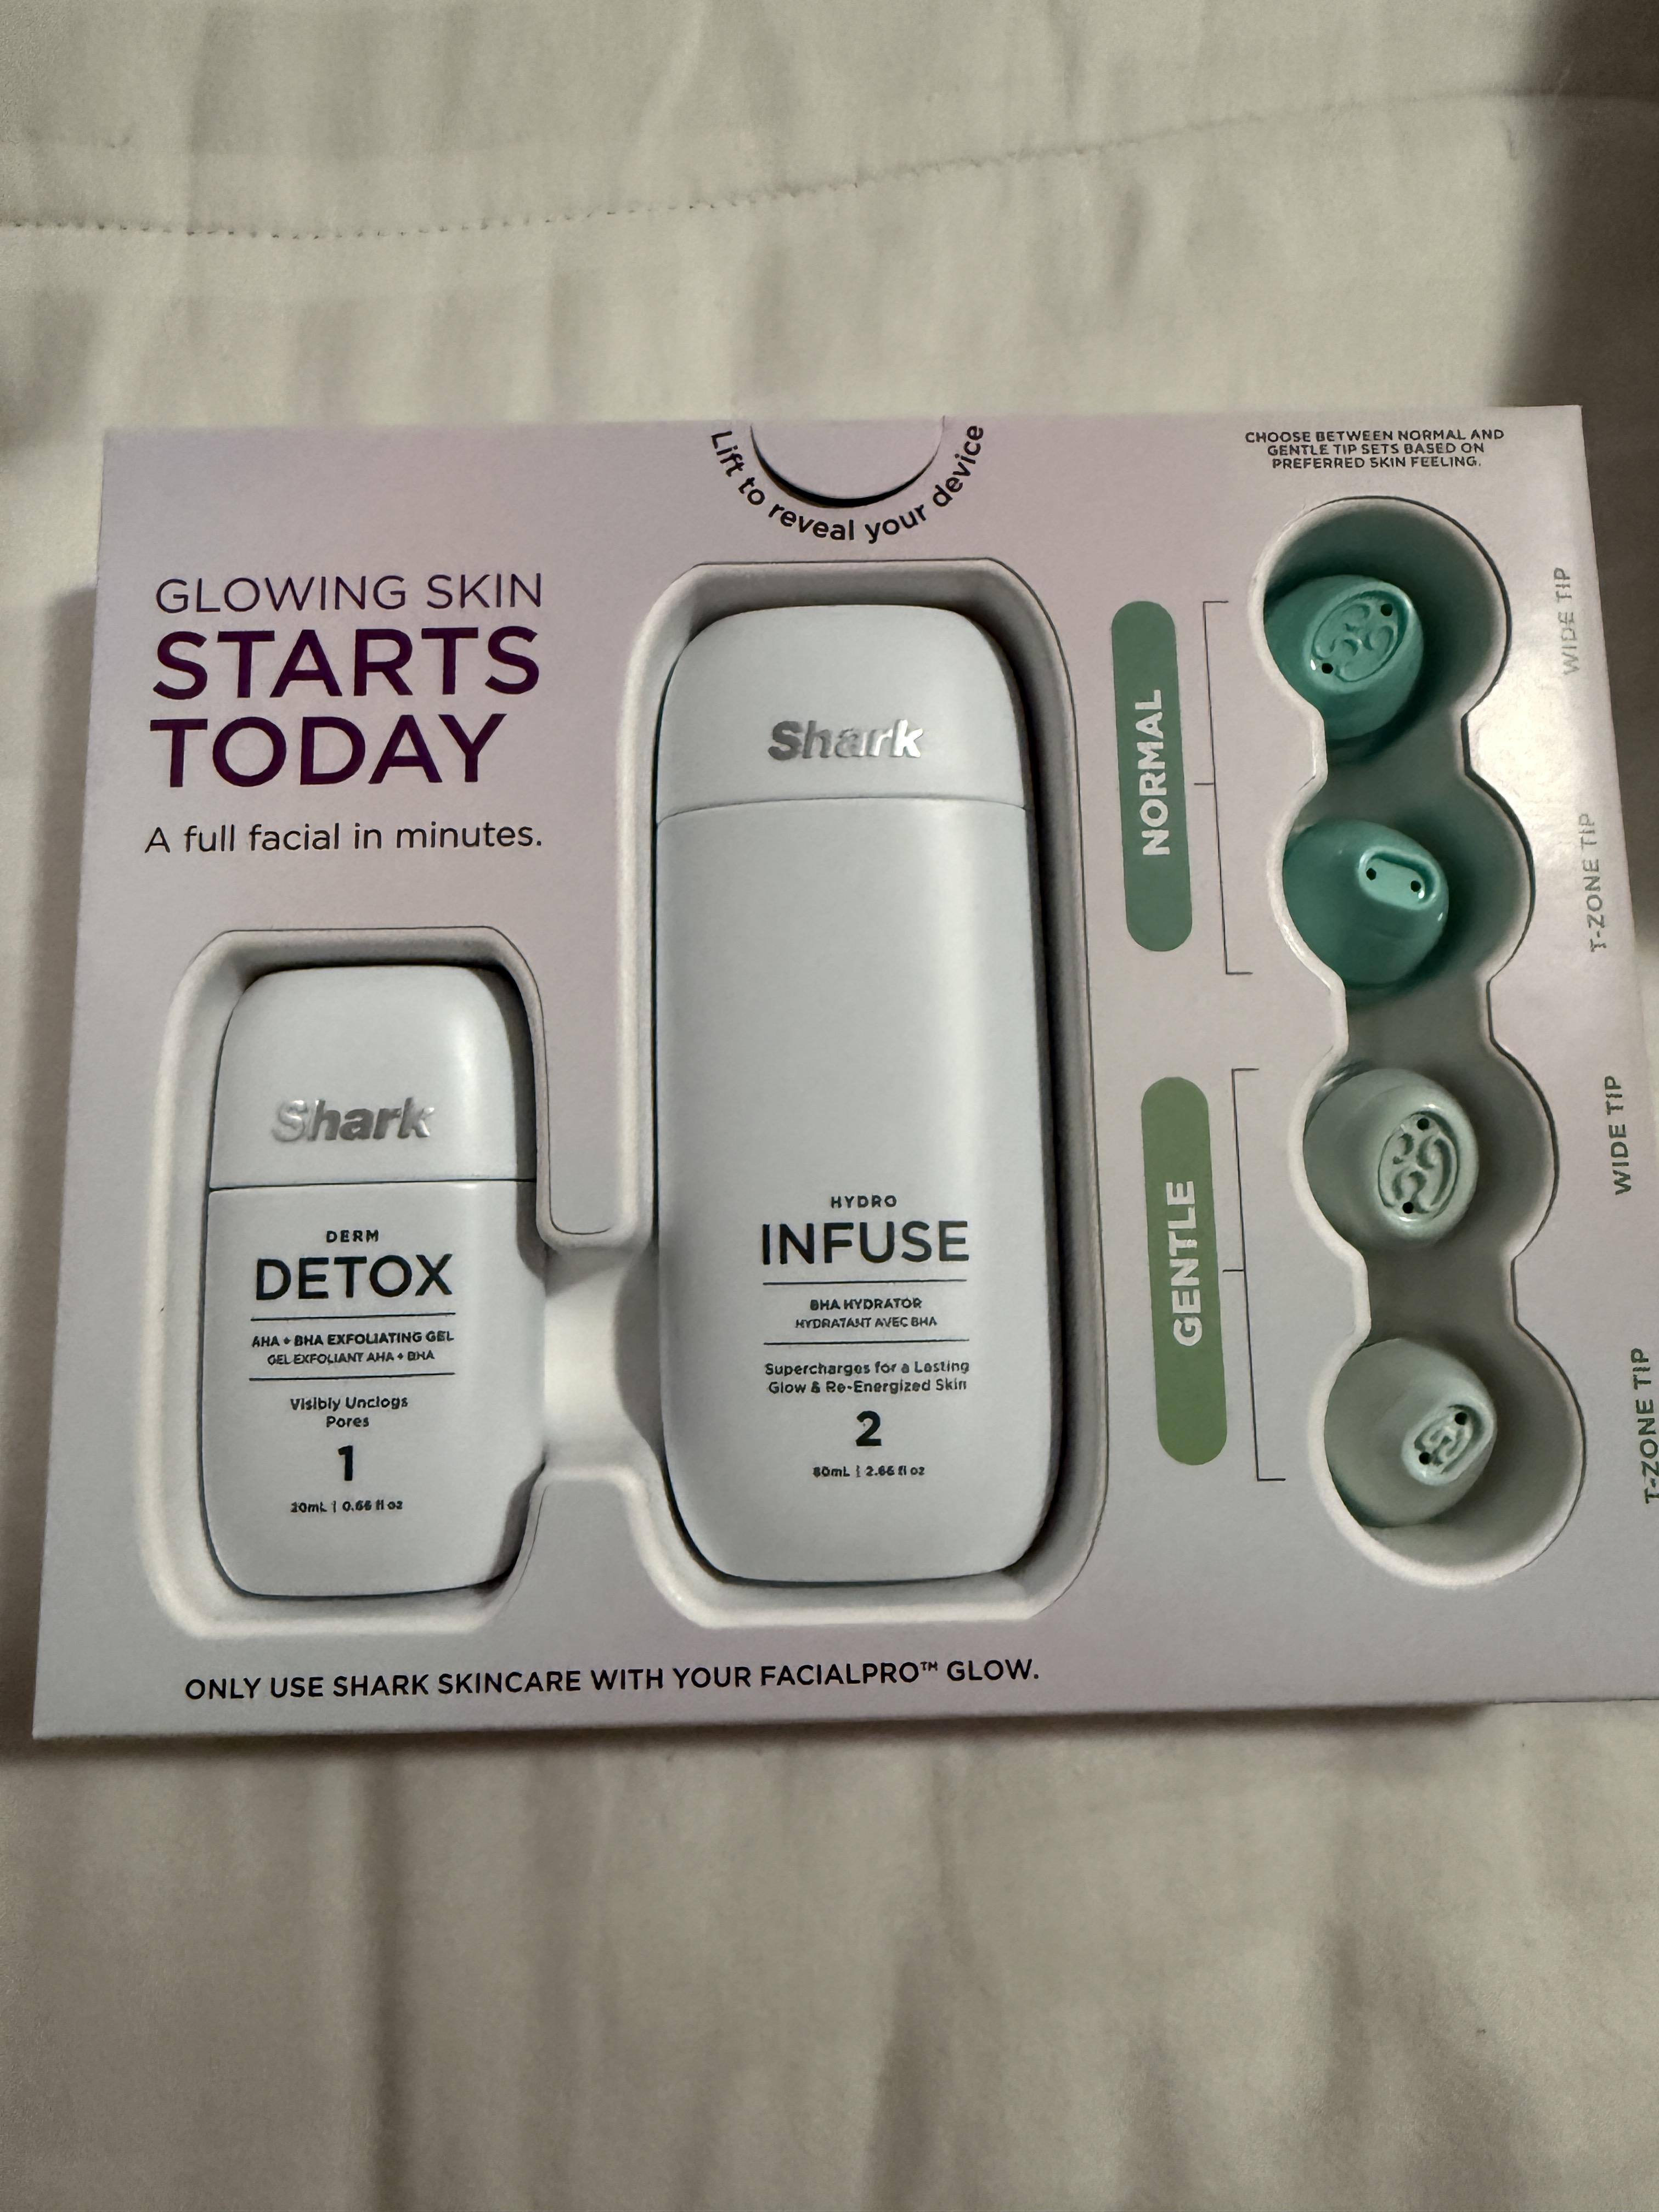 Lift to reveal your device
CHOOSE BETWEEN NORMAL AND
GENTLE TIP SETS BASED ON
PREFERRED SKIN FEELING.
GLOWING SKIN
STARTS
TODAY
A full facial in minutes.
Shark
DERM
DETOX
AHA + BHA EXFOLIATING GEL
GEL EXFOLIANT AHA + BHA
Visibly Unclogs
Pores
1
20mL | 0.66 fl oz
Shark
HYDRO
INFUSE
BHA HYDRATOR
HYDRATANT AVEC BHA
Supercharges for a Lasting
Glow & Re-Energized Skin
2
80mL | 2.66 fl oz
NORMAL
WIDE TIP
T-ZONE TIP
GENTLE
WIDE TIP
T-ZONE TIP
ONLY USE SHARK SKINCARE WITH YOUR FACIALPRO™ GLOW.